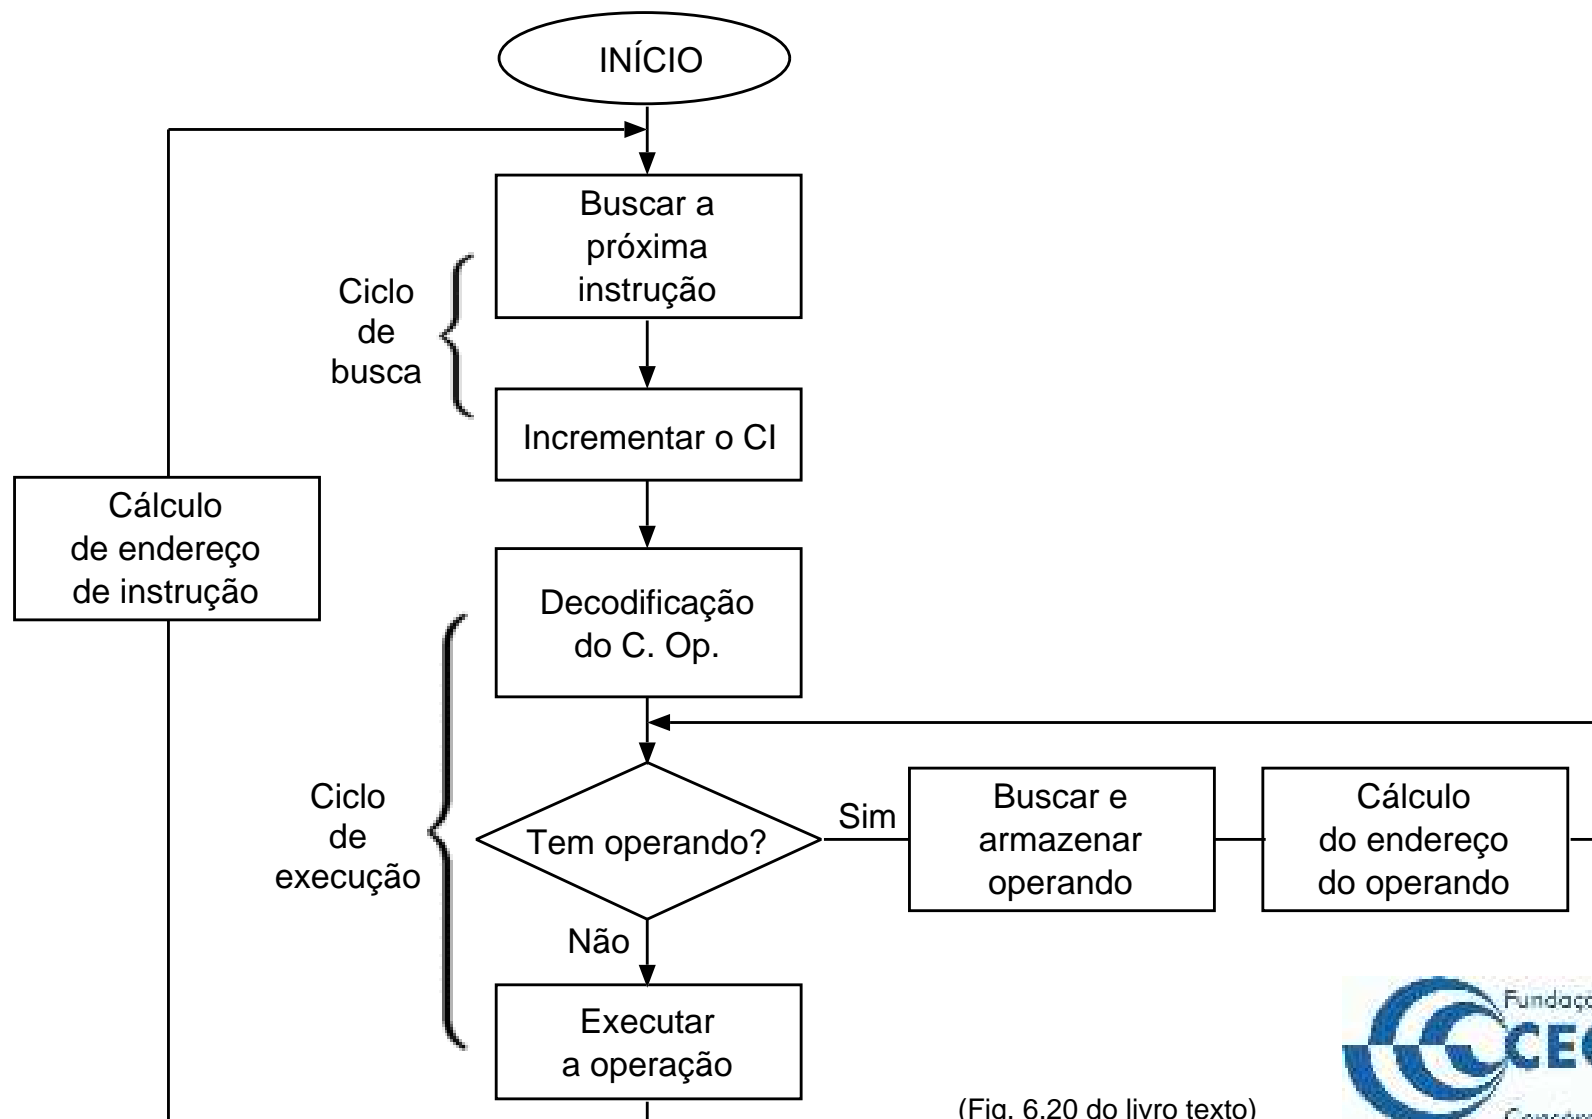 INÍCIO
Buscar a
próxima
instrução
Ciclo
de
busca
Incrementar o CI
Cálculo
de endereço
de instrução
Decodificação
do C. Op.
Ciclo
de
execução
Tem operando?
Sim
Buscar e
armazenar
operando
Cálculo
do endereço
do operando
Não
Executar
a operação
(Fig. 6.20 do livro texto)